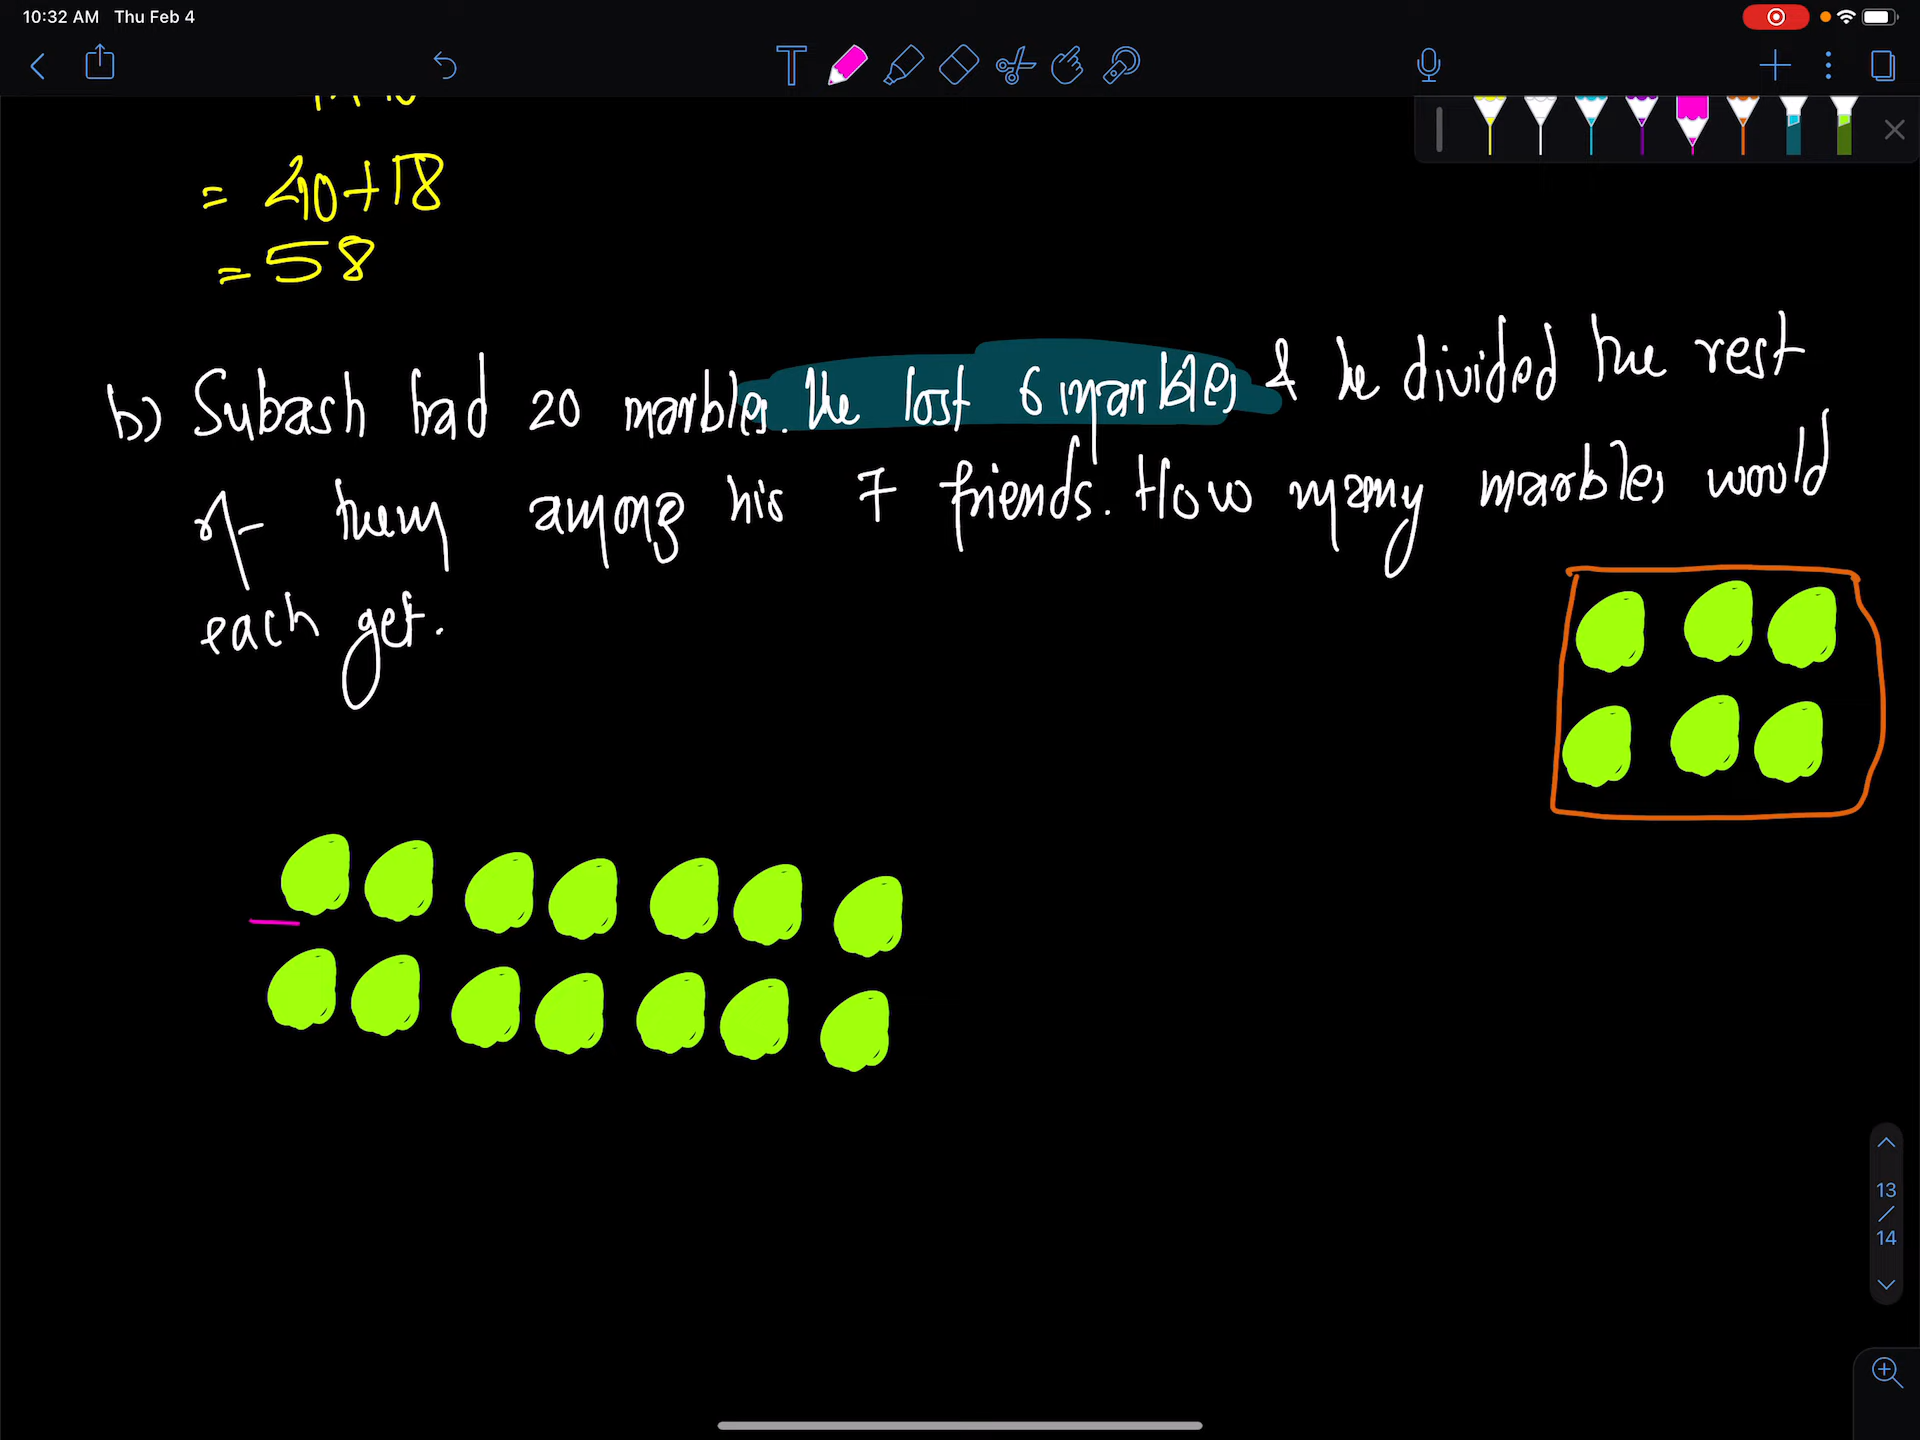 10:32 AM Thu Feb 4
= 40+18
= 58
b) Subash had 20 marbles. He lost 6 marbles & he divided the rest
of them among his 7 friends. How many marbles would
each get.
13
/
14